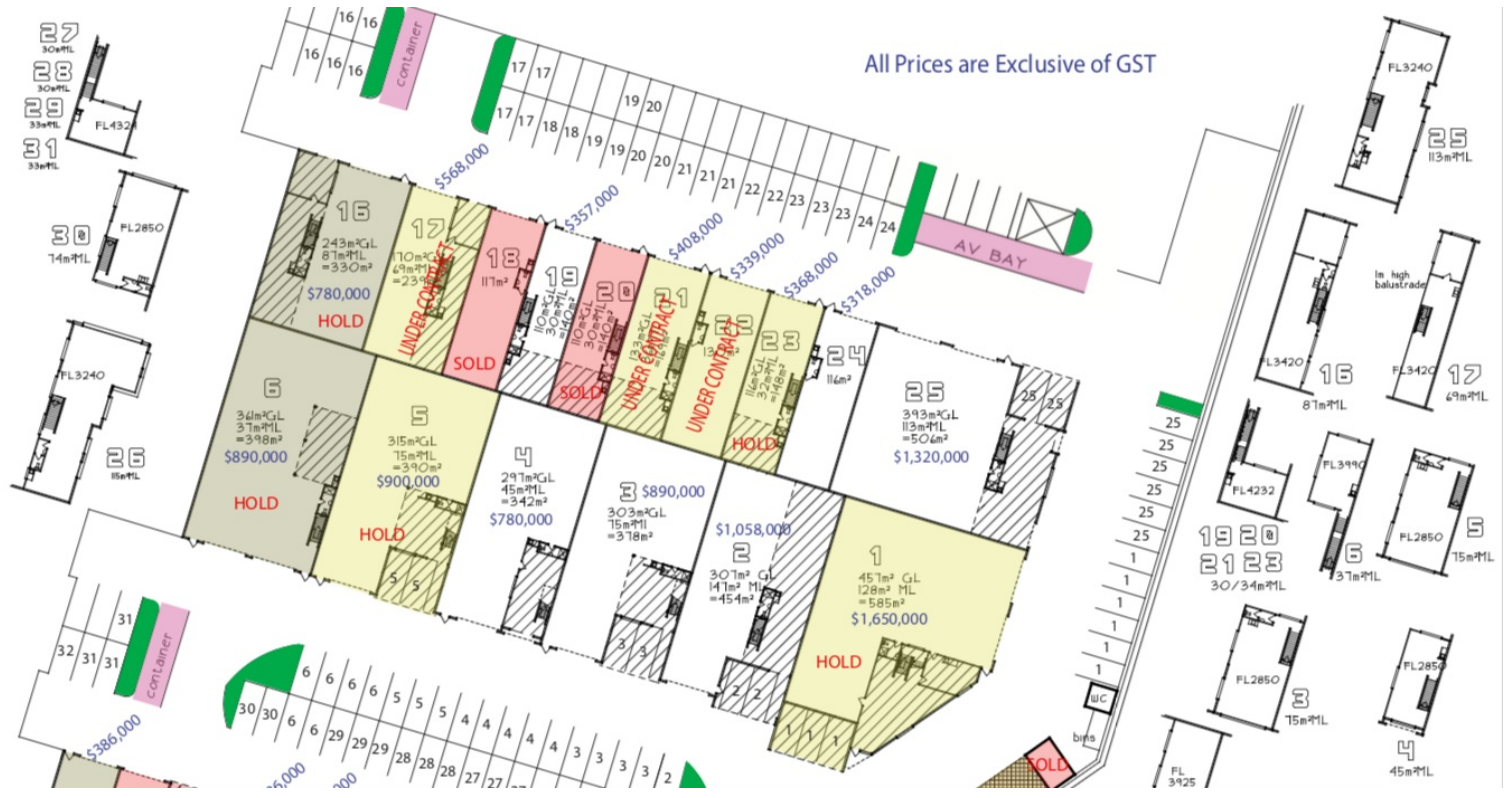 All Prices are Exclusive of GST
27
30m²ML
28
30m²ML
29
33m²ML
31
33m²ML
FL4324
30
74m²ML
FL2850
FL3240
26
115m²ML
16 16
16 16 16
container
17 17
17 17 18 18 19 19 20 20 21 21 22 22 23 23 24 24
19 20
AV BAY
$568,000
$357,000
$408,000
$339,000
$368,000
$318,000
16
243m²GL
87m²ML
=330m²
$780,000
HOLD
17
170m²GL
69m²ML
=239
UNDER CONTRACT
18
117m²
SOLD
19
110m²GL
30m²ML
=140m²
20
110m²GL
30m²ML
=140m²
SOLD
21
133m²GL
UNDER CONTRACT
22
UNDER CONTRACT
23
116m²GL
32m²ML
=148m²
HOLD
24
116m²
25
393m²GL
113m²ML
=506m²
$1,320,000
25 25
6
361m²GL
37m²ML
=398m²
$890,000
HOLD
5
315m²GL
75m²ML
=390m²
$900,000
HOLD
5 5
4
297m²GL
45m²ML
=342m²
$780,000
3
$890,000
303m²GL
75m²Ml
=378m²
3 3
$1,058,000
2
307m² GL
147m² ML
=454m²
2 2
1
457m² GL
128m² ML
=585m²
$1,650,000
HOLD
1 1 1
25
25
25
25
25
25
1
1
1
1
1
1
WC
bins
SOLD
31
32 31 31
container
$386,000
6 6 6 5 5 4 4 4 3 3 3 3 2
30 30 6 6 29 29 29 28 28 28 27 27
FL3240
25
113m²ML
1m high
balustrade
FL3420
16
87m²ML
FL3420
17
69m²ML
FL4232
19 20
21 23
30/34m²ML
FL3990
6
37m²ML
FL2850
5
75m²ML
FL2850
3
75m²ML
FL2850
4
45m²ML
FL
3925